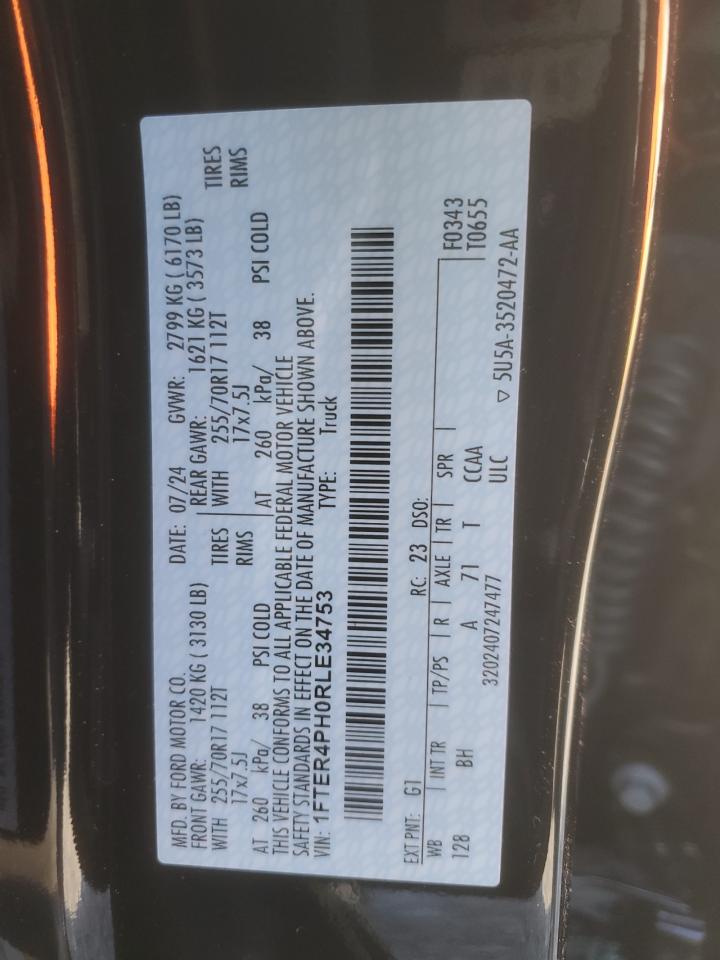 MFD. BY FORD MOTOR CO. DATE: 07/24 GVWR: 2799 KG ( 6170 LB)
FRONT GAWR: 1420 KG ( 3130 LB) REAR GAWR: 1621 KG ( 3573 LB)
WITH 255/70R17 112T TIRES WITH 255/70R17 112T TIRES
17x7.5J RIMS 17x7.5J RIMS
AT 260 kPa/ 38 PSI COLD AT 260 kPa/ 38 PSI COLD
THIS VEHICLE CONFORMS TO ALL APPLICABLE FEDERAL MOTOR VEHICLE
SAFETY STANDARDS IN EFFECT ON THE DATE OF MANUFACTURE SHOWN ABOVE.
VIN: 1FTER4PH0RLE34753 TYPE: Truck
EXT PNT: G1 RC: 23 DSO:
WB | INT TR | TP/PS | R | AXLE | TR | SPR | F0343
128 BH A 71 T CCAA T0655
3202407247477 ULC
▽ 5U5A-3520472-AA